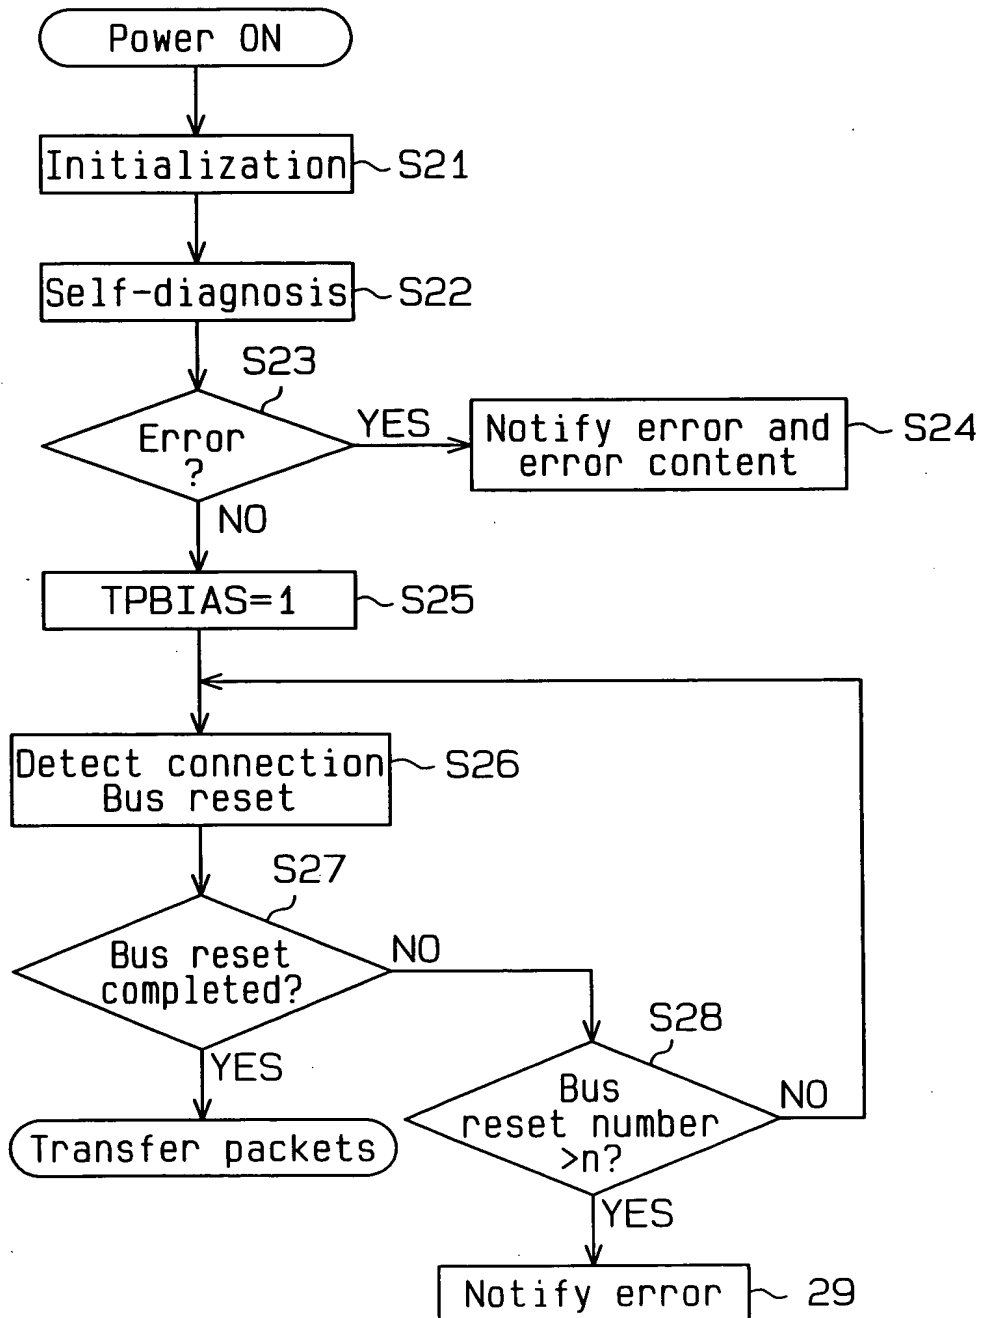 Power ON
Initialization
S21
Self-diagnosis
S22
S23
Error
?
YES
Notify error and
error content
S24
NO
TPBIAS=1
S25
Detect connection
Bus reset
S26
S27
Bus reset
completed?
NO
YES
Transfer packets
S28
Bus
reset number
>n?
NO
YES
Notify error
29